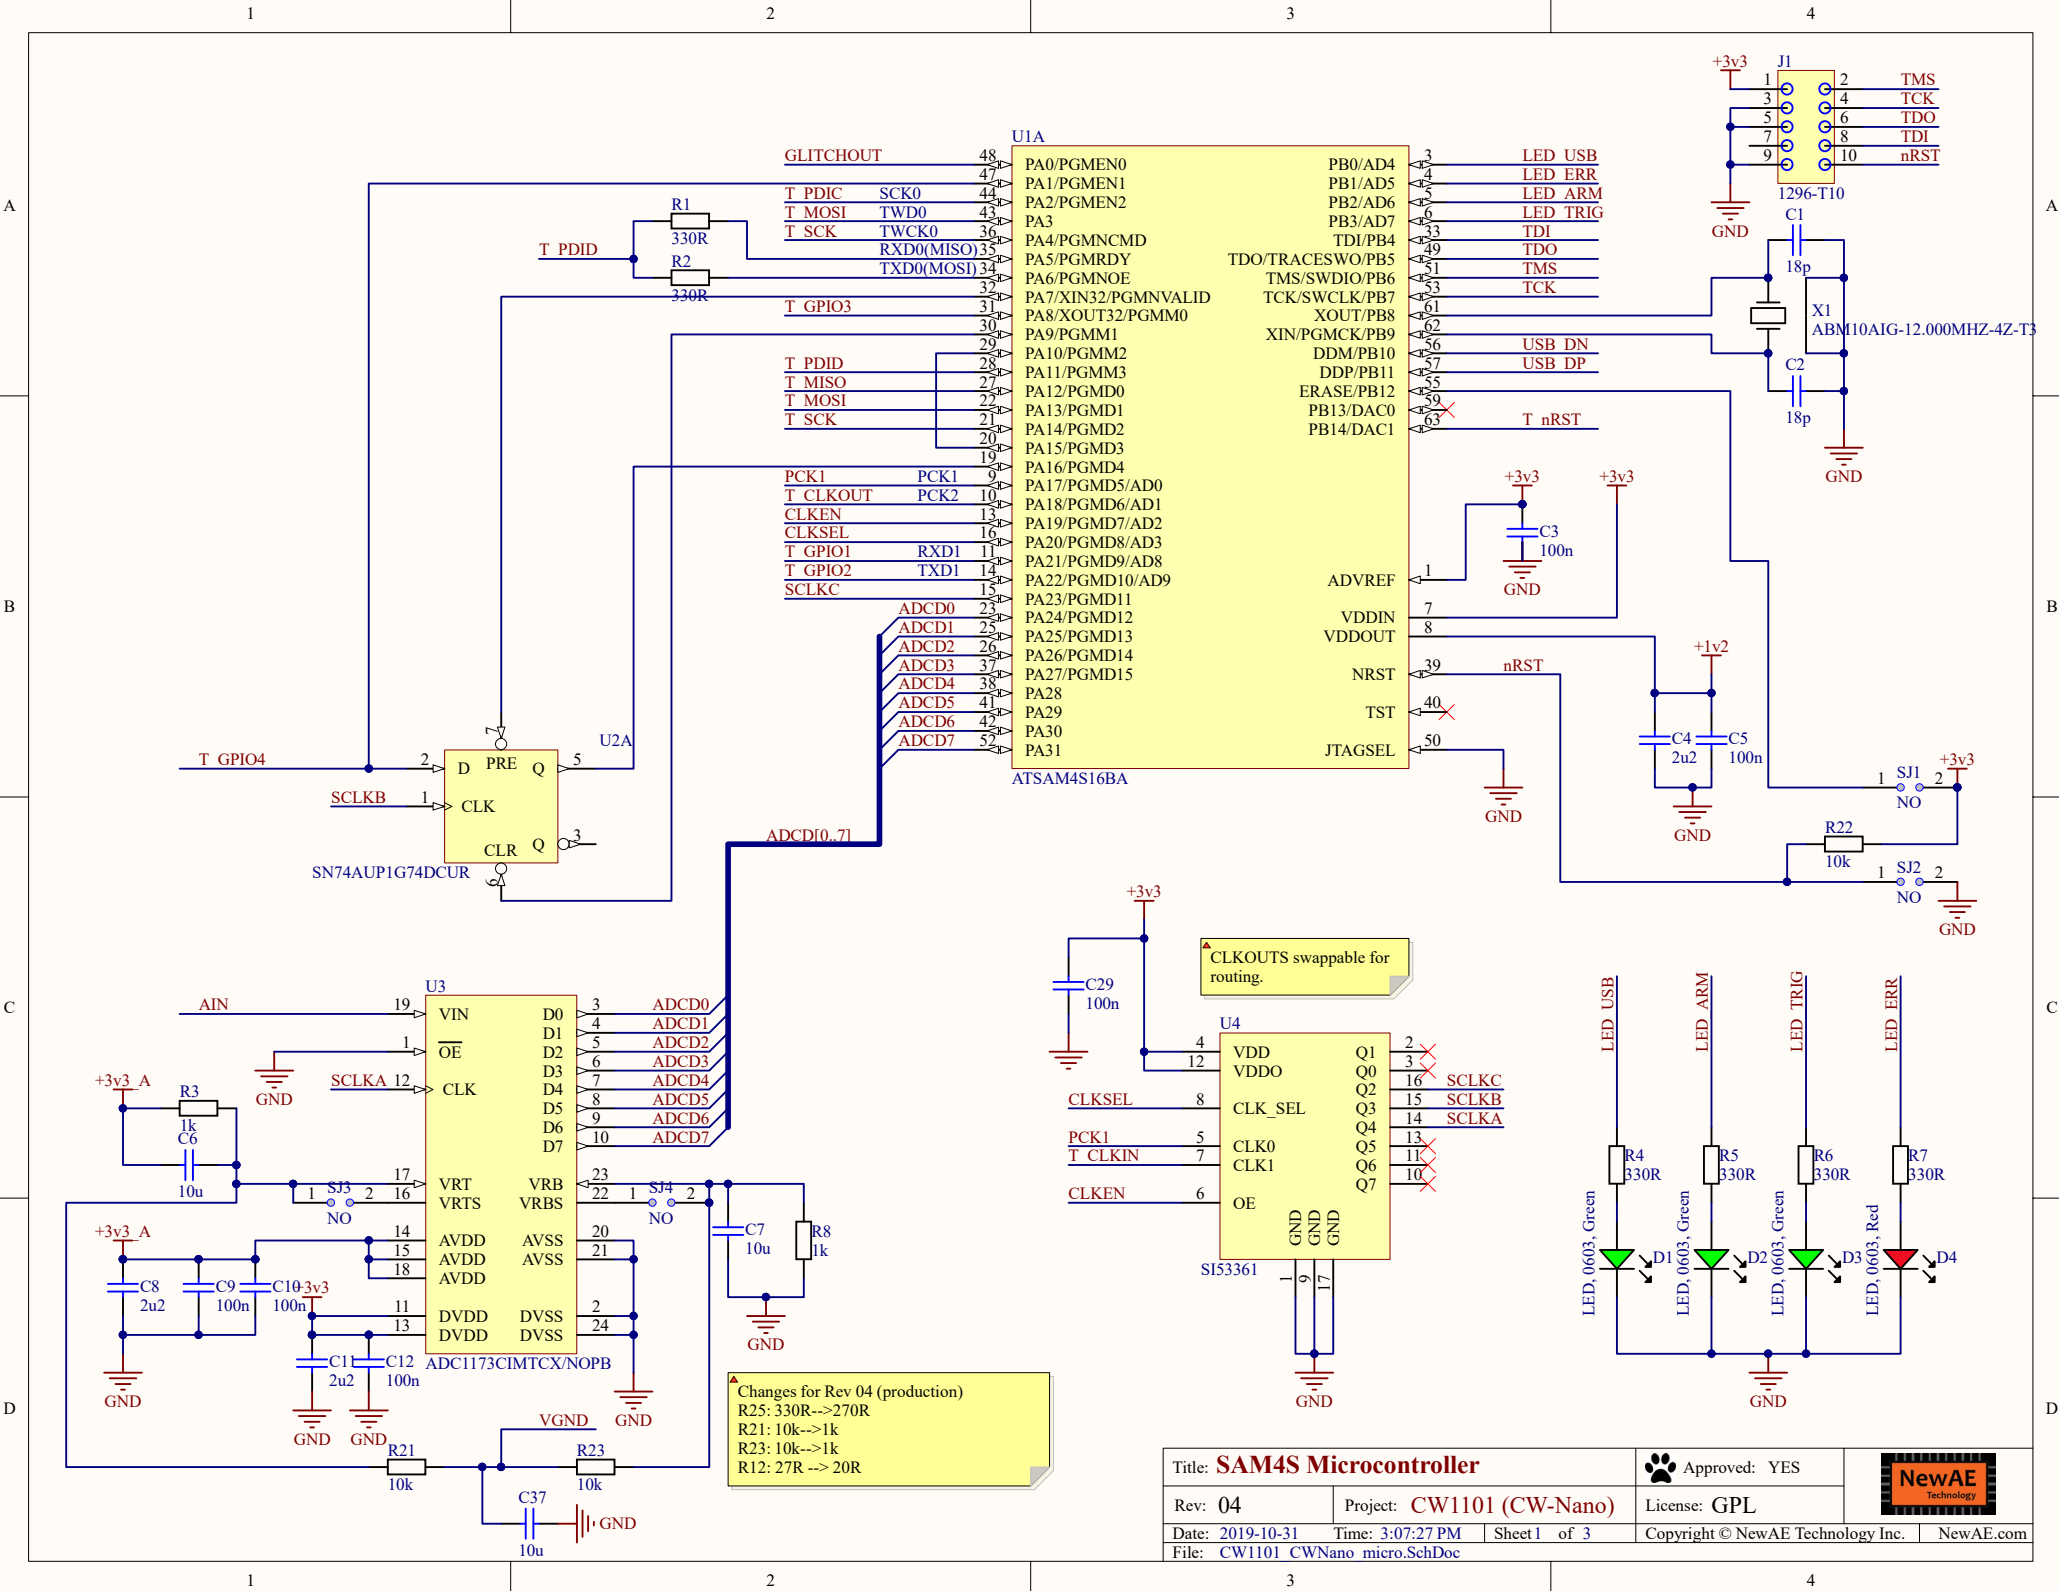 1 2 3 4
A
B
C
D
A
B
C
D
U1A
GLITCHOUT 48 PA0/PGMEN0
47 PA1/PGMEN1
T_PDIC SCK0 44 PA2/PGMEN2
T_MOSI TWD0 43 PA3
T_SCK TWCK0 36 PA4/PGMNCMD
RXD0(MISO) 35 PA5/PGMRDY
TXD0(MOSI) 34 PA6/PGMNOE
32 PA7/XIN32/PGMNVALID
T_GPIO3 31 PA8/XOUT32/PGMM0
30 PA9/PGMM1
29 PA10/PGMM2
T_PDID 28 PA11/PGMM3
T_MISO 27 PA12/PGMD0
T_MOSI 22 PA13/PGMD1
T_SCK 21 PA14/PGMD2
20 PA15/PGMD3
19 PA16/PGMD4
PCK1 PCK1 9 PA17/PGMD5/AD0
T_CLKOUT PCK2 10 PA18/PGMD6/AD1
CLKEN 13 PA19/PGMD7/AD2
CLKSEL 16 PA20/PGMD8/AD3
T_GPIO1 RXD1 11 PA21/PGMD9/AD8
T_GPIO2 TXD1 14 PA22/PGMD10/AD9
SCLKC 15 PA23/PGMD11
ADCD0 23 PA24/PGMD12
ADCD1 25 PA25/PGMD13
ADCD2 26 PA26/PGMD14
ADCD3 37 PA27/PGMD15
ADCD4 38 PA28
ADCD5 41 PA29
ADCD6 42 PA30
ADCD7 52 PA31
ATSAM4S16BA
PB0/AD4 3 LED_USB
PB1/AD5 4 LED_ERR
PB2/AD6 5 LED_ARM
PB3/AD7 6 LED_TRIG
TDI/PB4 33 TDI
TDO/TRACESWO/PB5 49 TDO
TMS/SWDIO/PB6 51 TMS
TCK/SWCLK/PB7 53 TCK
XOUT/PB8 61
XIN/PGMCK/PB9 62
DDM/PB10 56 USB_DN
DDP/PB11 57 USB_DP
ERASE/PB12 55
PB13/DAC0 59
PB14/DAC1 63 T_nRST
ADVREF 1
VDDIN 7
VDDOUT 8
NRST 39 nRST
TST 40
JTAGSEL 50
GND
T_PDID
R1
330R
R2
330R
+3v3
J1
1 2 TMS
3 4 TCK
5 6 TDO
7 8 TDI
9 10 nRST
1296-T10
GND
C1
18p
X1
ABM10AIG-12.000MHZ-4Z-T3
C2
18p
GND
+3v3
C3
100n
GND
+3v3
+1v2
C4
2u2
C5
100n
GND
+3v3
1 SJ1 2
NO
R22
10k
1 SJ2 2
NO
GND
U2A
7
PRE
T_GPIO4 2 D Q 5
SCLKB 1 CLK
Q 3
CLR
6
SN74AUP1G74DCUR
ADCD[0..7]
U3
AIN 19 VIN
1 OE
GND
SCLKA 12 CLK
17 VRT
16 VRTS
14 AVDD
15 AVDD
18 AVDD
11 DVDD
13 DVDD
D0 3 ADCD0
D1 4 ADCD1
D2 5 ADCD2
D3 6 ADCD3
D4 7 ADCD4
D5 8 ADCD5
D6 9 ADCD6
D7 10 ADCD7
VRB 23
VRBS 22
AVSS 20
AVSS 21
DVSS 2
DVSS 24
ADC1173CIMTCX/NOPB
GND
+3v3_A
R3
1k
C6
10u
1 SJ3 2
NO
1 SJ4 2
NO
C7
10u
R8
1k
GND
+3v3_A
C8
2u2
C9
100n
C10
100n
GND
+3v3
C11
2u2
C12
100n
GND
GND
R21
10k
VGND
R23
10k
C37
10u
GND
Changes for Rev 04 (production)
R25: 330R-->270R
R21: 10k-->1k
R23: 10k-->1k
R12: 27R --> 20R
+3v3
C29
100n
CLKOUTS swappable for
routing.
U4
4 VDD
12 VDDO
CLKSEL 8 CLK_SEL
PCK1 5 CLK0
T_CLKIN 7 CLK1
CLKEN 6 OE
Q1 2
Q0 3
Q2 16 SCLKC
Q3 15 SCLKB
Q4 14 SCLKA
Q5 13
Q6 11
Q7 10
GND GND GND
1 9 17
SI53361
GND
LED_USB
LED_ARM
LED_TRIG
LED_ERR
R4
330R
R5
330R
R6
330R
R7
330R
LED, 0603, Green D1
LED, 0603, Green D2
LED, 0603, Green D3
LED, 0603, Red D4
GND
Title: SAM4S Microcontroller
Approved: YES
NewAE
Technology
Rev: 04 Project: CW1101 (CW-Nano) License: GPL
Date: 2019-10-31 Time: 3:07:27 PM Sheet 1 of 3 Copyright © NewAE Technology Inc. NewAE.com
File: CW1101_CWNano_micro.SchDoc
1 2 3 4